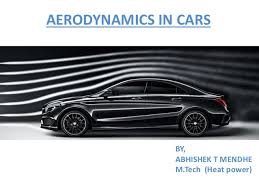 AERODYNAMICS IN CARS
BY,
ABHISHEK T MENDHE
M.Tech  (Heat power)